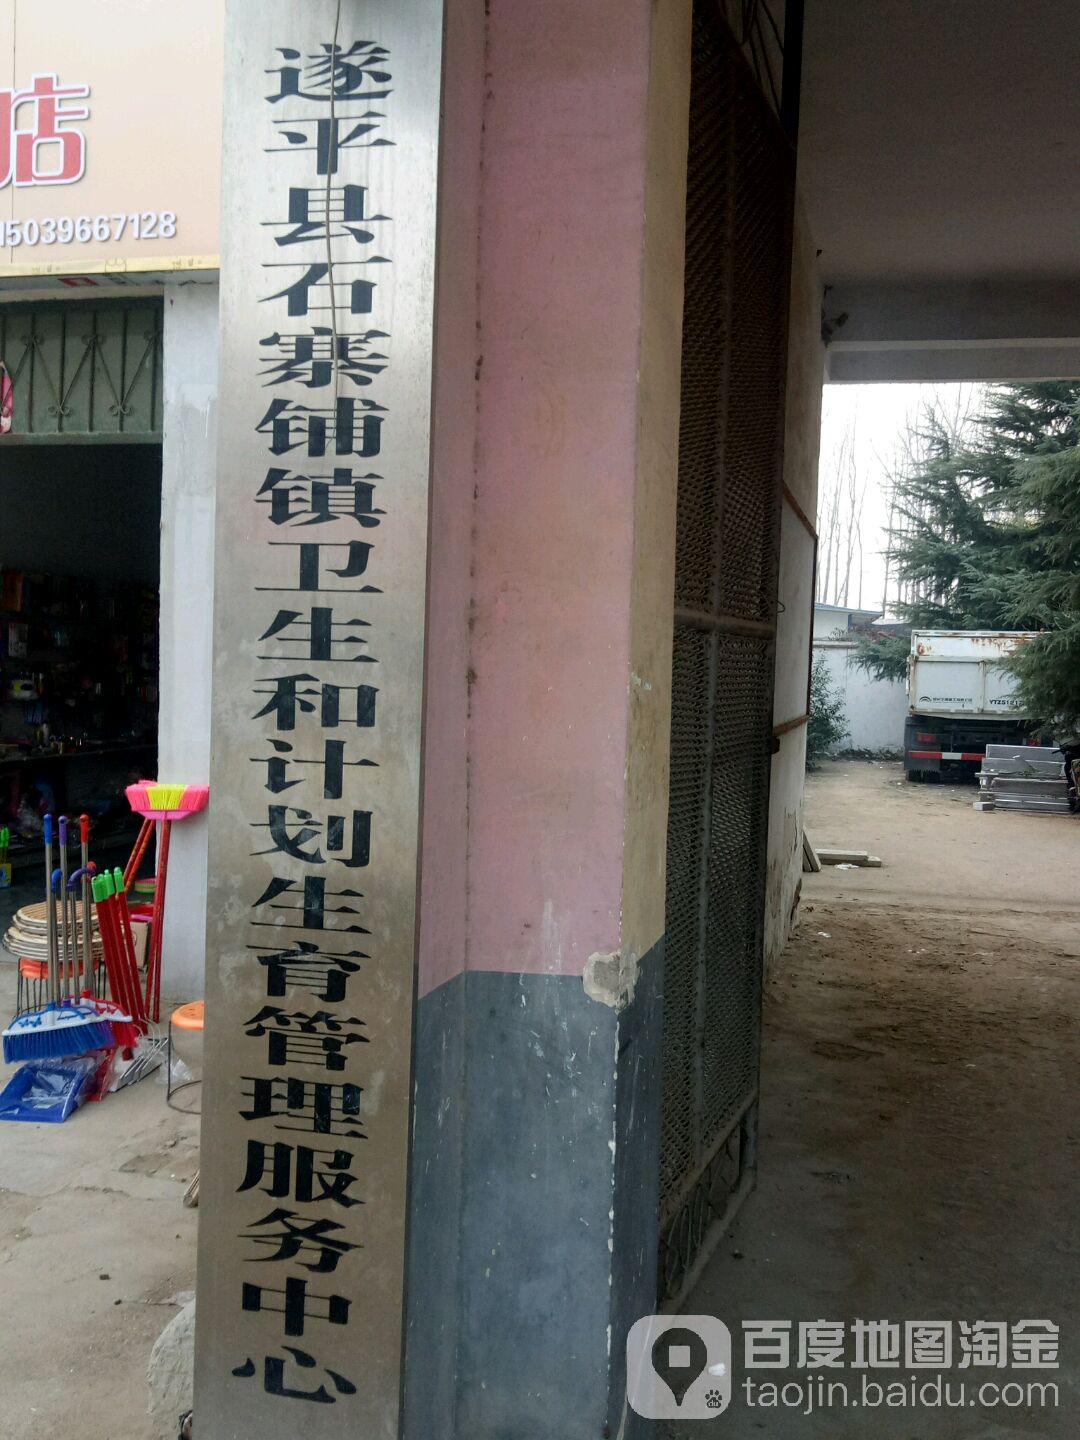 店
15039667128
遂平县石寨铺镇卫生和计划生育管理服务中心
YTZ5121
百度地图淘金
taojin.baidu.com